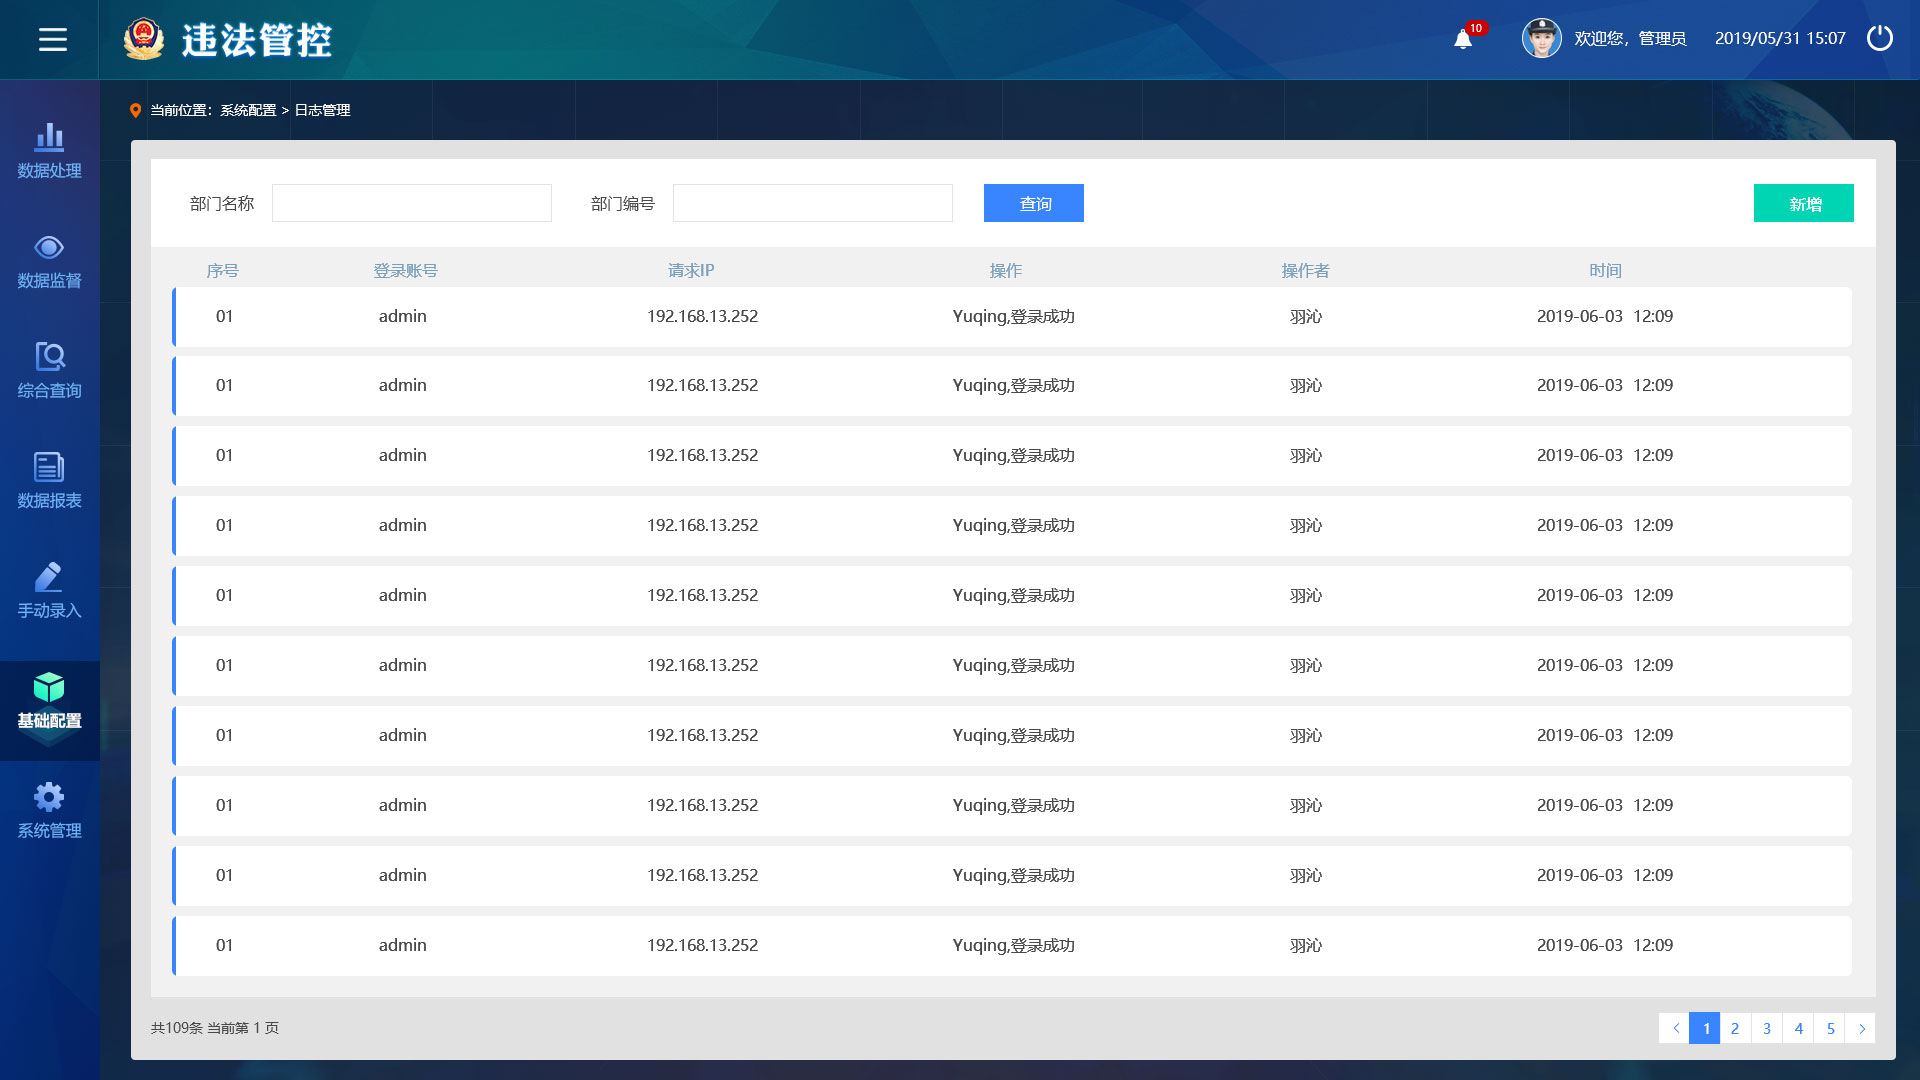 违法管控
10
欢迎您，管理员
2019/05/31 15:07
当前位置：系统配置 > 日志管理
数据处理
数据监督
综合查询
数据报表
手动录入
基础配置
系统管理
部门名称
部门编号
查询
新增
序号 登录账号 请求IP 操作 操作者 时间
01 admin 192.168.13.252 Yuqing,登录成功 羽沁 2019-06-03 12:09
01 admin 192.168.13.252 Yuqing,登录成功 羽沁 2019-06-03 12:09
01 admin 192.168.13.252 Yuqing,登录成功 羽沁 2019-06-03 12:09
01 admin 192.168.13.252 Yuqing,登录成功 羽沁 2019-06-03 12:09
01 admin 192.168.13.252 Yuqing,登录成功 羽沁 2019-06-03 12:09
01 admin 192.168.13.252 Yuqing,登录成功 羽沁 2019-06-03 12:09
01 admin 192.168.13.252 Yuqing,登录成功 羽沁 2019-06-03 12:09
01 admin 192.168.13.252 Yuqing,登录成功 羽沁 2019-06-03 12:09
01 admin 192.168.13.252 Yuqing,登录成功 羽沁 2019-06-03 12:09
01 admin 192.168.13.252 Yuqing,登录成功 羽沁 2019-06-03 12:09
共109条 当前第 1 页
< 1 2 3 4 5 >